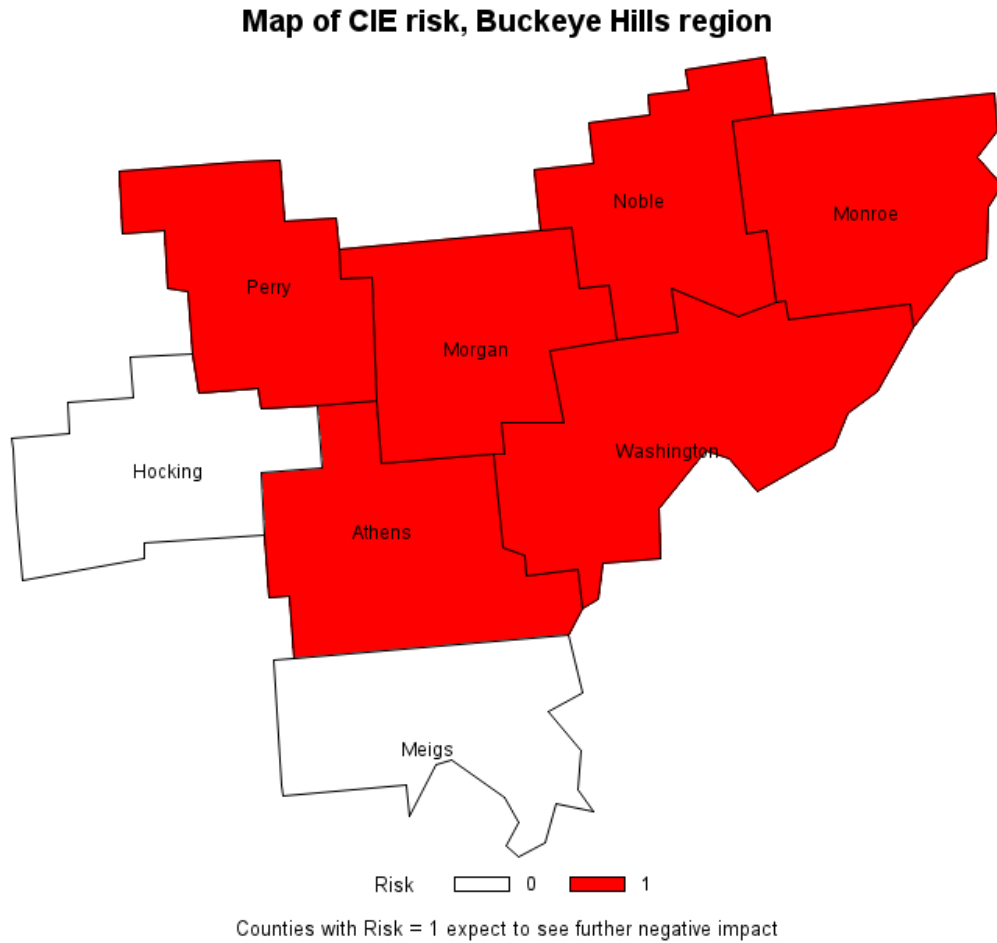 Map of CIE risk, Buckeye Hills region
Noble
Monroe
Perry
Morgan
Washington
Hocking
Athens
Meigs
Risk 0 1
Counties with Risk = 1 expect to see further negative impact